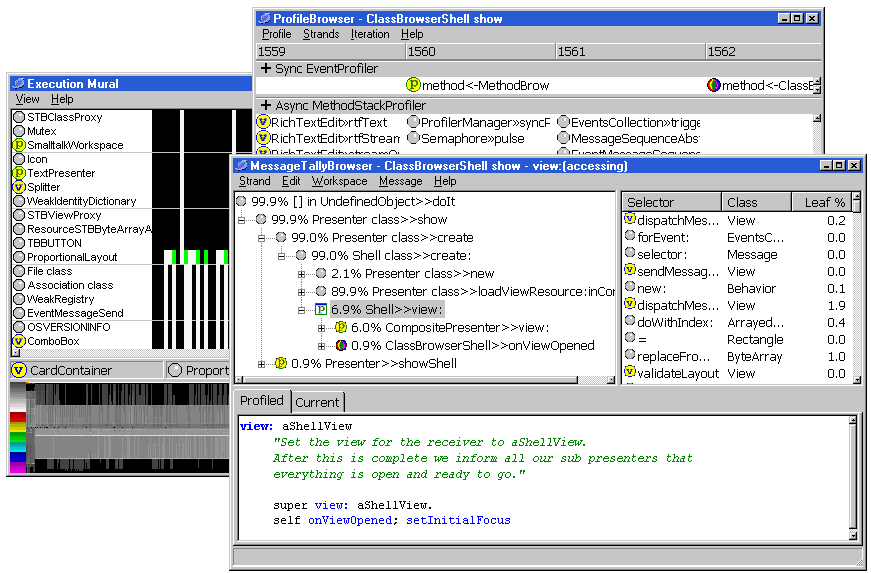 ProfileBrowser - ClassBrowserShell show
Profile Strands Iteration Help
1559 1560 1561 1562
+ Sync EventProfiler
method<-MethodBrow method<-ClassB
+ Async MethodStackProfiler
RichTextEdit»rtfText ProfilerManager»syncP EventsCollection»trigge
RichTextEdit»rtfStream Semaphore»pulse MessageSequenceAbs
Execution Mural
View Help
STBClassProxy
Mutex
SmalltalkWorkspace
Icon
TextPresenter
Splitter
WeakIdentityDictionary
STBViewProxy
ResourceSTBByteArrayA
TBBUTTON
ProportionalLayout
File class
Association class
WeakRegistry
EventMessageSend
OSVERSIONINFO
ComboBox
CardContainer Proport
MessageTallyBrowser - ClassBrowserShell show - view:(accessing)
Strand Edit Workspace Message Help
99.9% [] in UndefinedObject>>doIt
99.9% Presenter class>>show
99.0% Presenter class>>create
99.0% Shell class>>create:
2.1% Presenter class>>new
89.9% Presenter class>>loadViewResource:inCon
6.9% Shell>>view:
6.0% CompositePresenter>>view:
0.9% ClassBrowserShell>>onViewOpened
0.9% Presenter>>showShell
Selector Class Leaf %
dispatchMes... View 0.2
forEvent: EventsC... 0.0
selector: Message 0.0
sendMessag... View 0.0
new: Behavior 0.1
dispatchMes... View 1.9
doWithIndex: Arrayed... 0.4
= Rectangle 0.0
replaceFro... ByteArray 1.0
validateLayout View 0.0
Profiled Current
view: aShellView
"Set the view for the receiver to aShellView.
After this is complete we inform all our sub presenters that
everything is open and ready to go."
super view: aShellView.
self onViewOpened; setInitialFocus